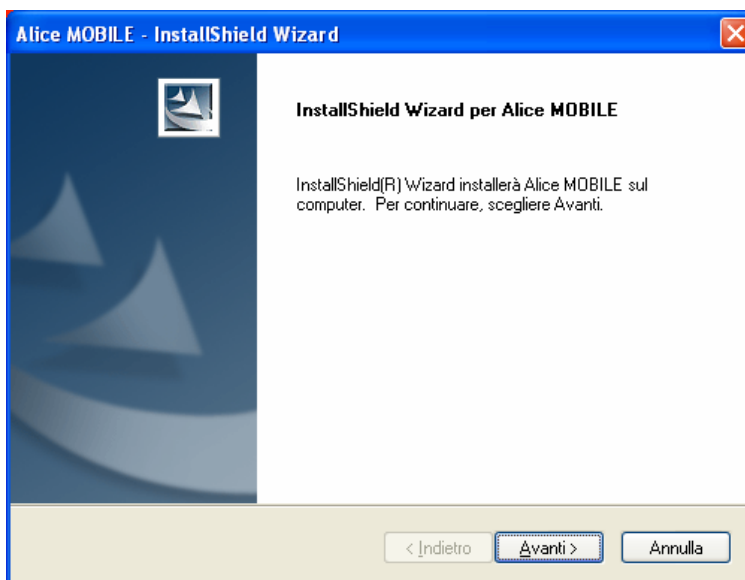 Alice MOBILE - InstallShield Wizard
InstallShield Wizard per Alice MOBILE
InstallShield(R) Wizard installerà Alice MOBILE sul
computer. Per continuare, scegliere Avanti.
< Indietro
Avanti >
Annulla